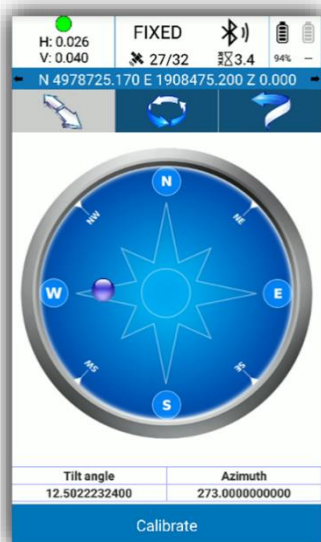 H: 0.026
V: 0.040
FIXED
27/32
RTK 3.4
94%
--
N 4978725.170 E 1908475.200 Z 0.000
N
NW
NE
W
E
SW
SE
S
Tilt angle
Azimuth
12.5022232400
273.0000000000
Calibrate